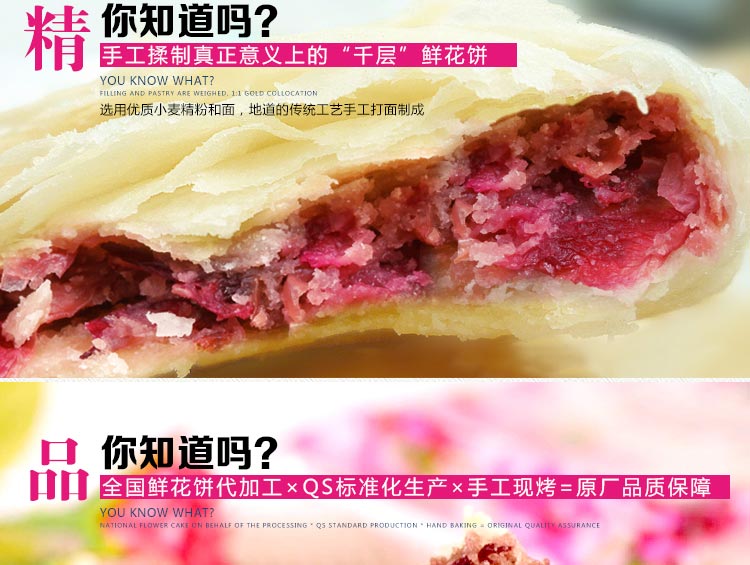 精
你知道吗?
手工揉制真正意义上的“千层”鲜花饼
YOU KNOW WHAT?
FILLING AND PASTRY ARE WEIGHED, 1:1 GOLD COLLOCATION
选用优质小麦精粉和面，地道的传统工艺手工打面制成
品
你知道吗?
全国鲜花饼代加工×QS标准化生产×手工现烤=原厂品质保障
YOU KNOW WHAT?
NATIONAL FLOWER CAKE ON BEHALF OF THE PROCESSING * QS STANDARD PRODUCTION * HAND BAKING = ORIGINAL QUALITY ASSURANCE